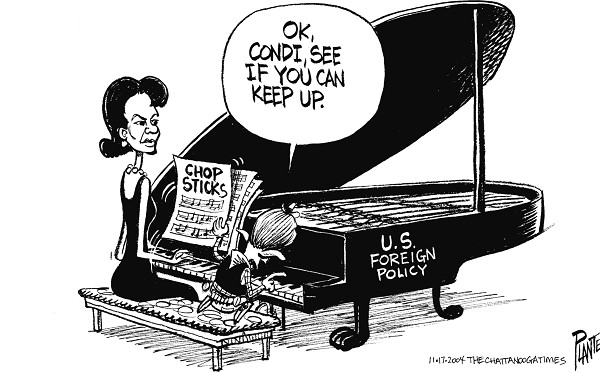 OK,
CONDI, SEE
IF YOU CAN
KEEP UP.
CHOP
STICKS
U.S.
FOREIGN
POLICY
11•17•2004 THE CHATTANOOGA TIMES
PLANTE